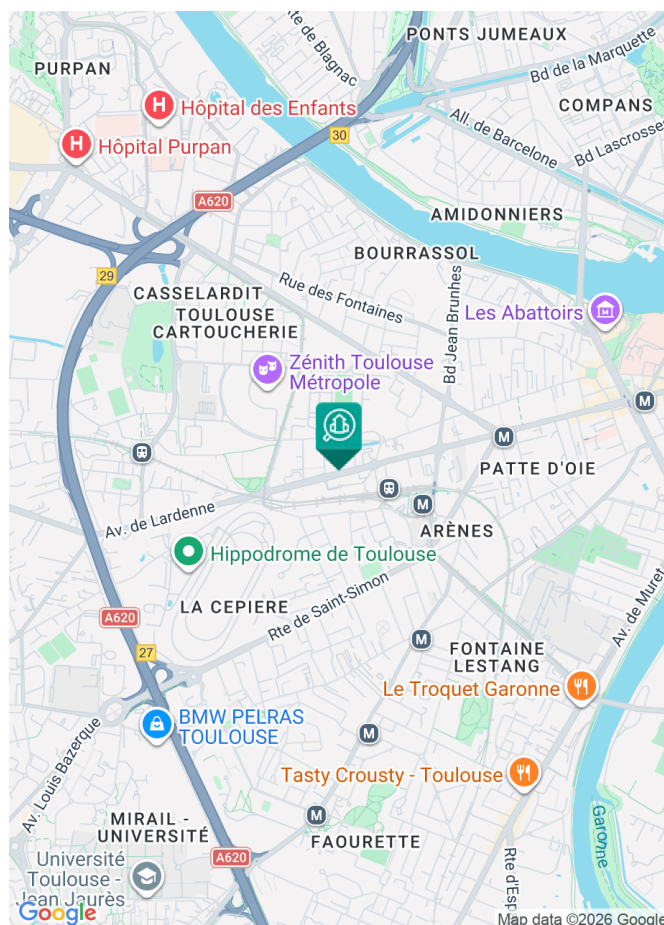 PONTS JUMEAUX
te de Blagnac
Bd de la Marquette
PURPAN
H
Hôpital des Enfants
COMPANS
All. de Barcelone
Bd Lascrosses
30
H
Hôpital Purpan
A620
AMIDONNIERS
BOURRASSOL
29
Rue des Fontaines
CASSELARDIT
TOULOUSE
CARTOUCHERIE
Bd Jean Brunhes
Les Abattoirs
Zénith Toulouse
Métropole
M
M
PATTE D'OIE
M
Av. de Lardenne
ARÈNES
Hippodrome de Toulouse
LA CEPIERE
Rte de Saint-Simon
Av. de Muret
A620
M
27
FONTAINE
LESTANG
Le Troquet Garonne
BMW PELRAS
TOULOUSE
M
Av. Louis Bazerque
Tasty Crousty - Toulouse
M
MIRAIL -
UNIVERSITÉ
Garonne
FAOURETTE
A620
Rte d'Esp
Université
Toulouse -
Jean Jaurès
Google
Map data ©2026 Google